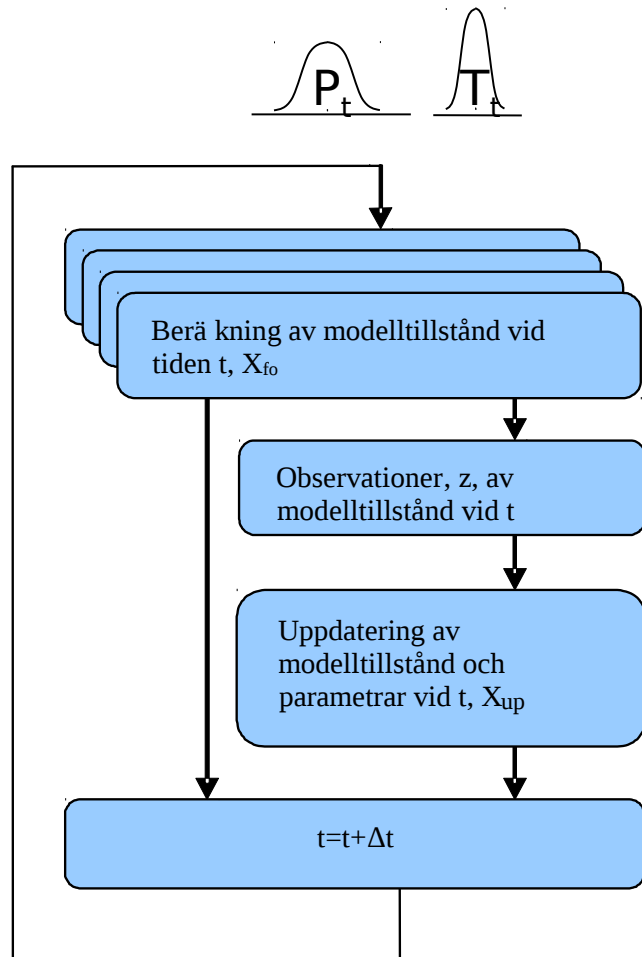 Pt Tt
Berä kning av modelltillstånd vid
tiden t, Xfo
Observationer, z, av
modelltillstånd vid t
Uppdatering av
modelltillstånd och
parametrar vid t, Xup
t=t+Δt